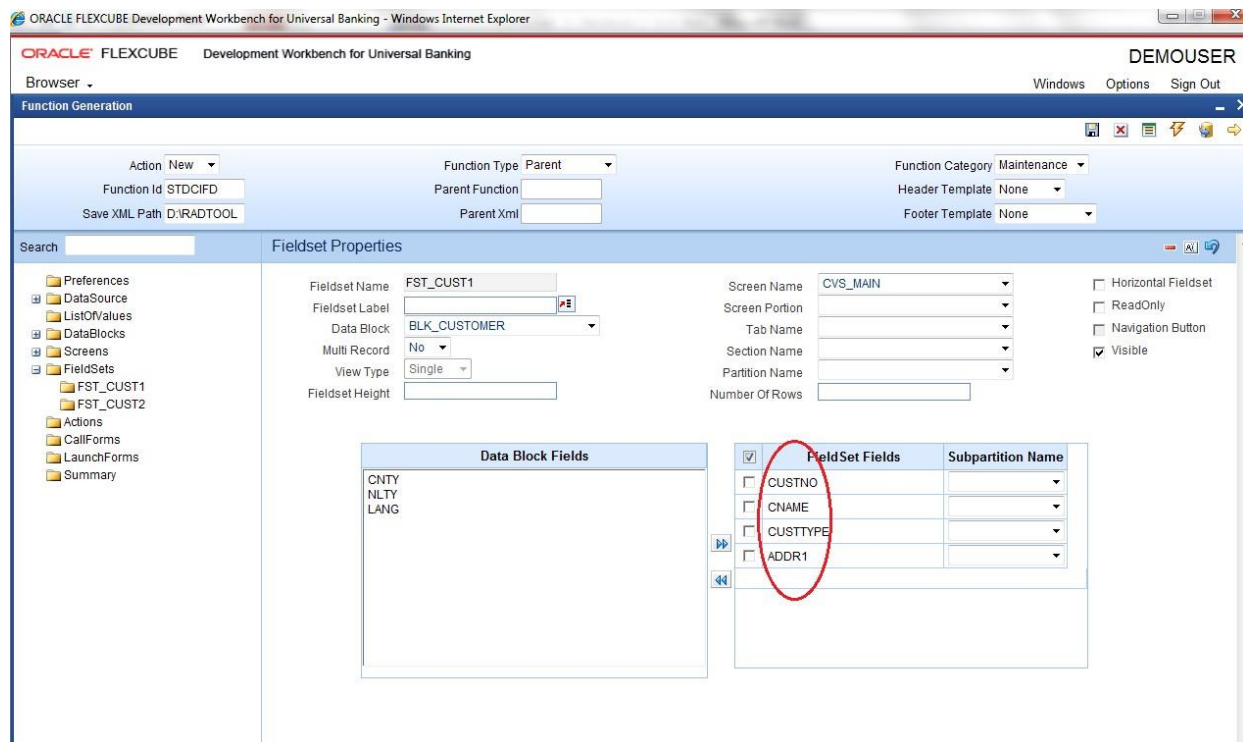 ORACLE FLEXCUBE Development Workbench for Universal Banking - Windows Internet Explorer
ORACLE FLEXCUBE Development Workbench for Universal Banking DEMOUSER
Browser Windows Options Sign Out
Function Generation
Action New Function Type Parent Function Category Maintenance
Function Id STDCIFD Parent Function Header Template None
Save XML Path D:\RADTOOL Parent Xml Footer Template None
Search
Preferences
DataSource
ListOfValues
DataBlocks
Screens
FieldSets
FST_CUST1
FST_CUST2
Actions
CallForms
LaunchForms
Summary
Fieldset Properties
Fieldset Name FST_CUST1 Screen Name CVS_MAIN Horizontal Fieldset
Fieldset Label Screen Portion ReadOnly
Data Block BLK_CUSTOMER Tab Name Navigation Button
Multi Record No Section Name Visible
View Type Single Partition Name
Fieldset Height Number Of Rows
Data Block Fields
CNTY
NLTY
LANG
FieldSet Fields Subpartition Name
CUSTNO
CNAME
CUSTTYPE
ADDR1